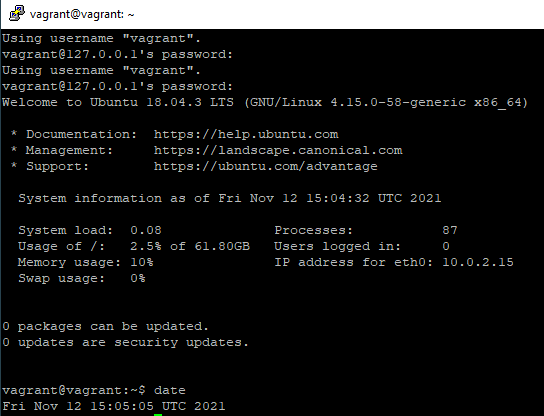 vagrant@vagrant: ~
Using username "vagrant".
vagrant@127.0.0.1's password:
Using username "vagrant".
vagrant@127.0.0.1's password:
Welcome to Ubuntu 18.04.3 LTS (GNU/Linux 4.15.0-58-generic x86_64)
* Documentation:  https://help.ubuntu.com
* Management:     https://landscape.canonical.com
* Support:        https://ubuntu.com/advantage
System information as of Fri Nov 12 15:04:32 UTC 2021
System load:  0.08              Processes:           87
Usage of /:   2.5% of 61.80GB   Users logged in:     0
Memory usage: 10%               IP address for eth0: 10.0.2.15
Swap usage:   0%
0 packages can be updated.
0 updates are security updates.
vagrant@vagrant:~$ date
Fri Nov 12 15:05:05 UTC 2021